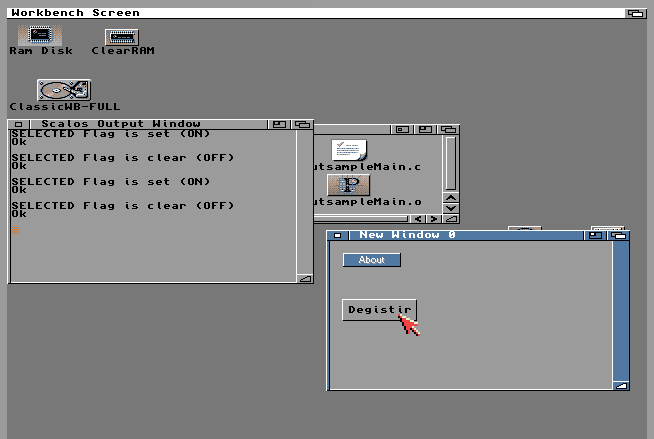 Workbench Screen
Ram Disk
ClearRAM
ClassicWB-FULL
Scalos Output Window
SELECTED Flag is set (ON)
Ok
SELECTED Flag is clear (OFF)
Ok
SELECTED Flag is set (ON)
Ok
SELECTED Flag is clear (OFF)
Ok
utsampleMain.c
utsampleMain.o
New Window 0
About
Degistir